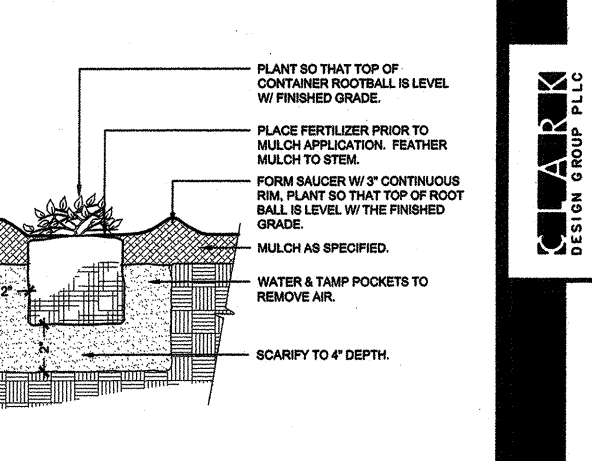 PLANT SO THAT TOP OF
CONTAINER ROOTBALL IS LEVEL
W/ FINISHED GRADE.
PLACE FERTILIZER PRIOR TO
MULCH APPLICATION. FEATHER
MULCH TO STEM.
FORM SAUCER W/ 3" CONTINUOUS
RIM, PLANT SO THAT TOP OF ROOT
BALL IS LEVEL W/ THE FINISHED
GRADE.
MULCH AS SPECIFIED.
WATER & TAMP POCKETS TO
REMOVE AIR.
SCARIFY TO 4" DEPTH.
2"
2"
CLARK
DESIGN GROUP PLLC